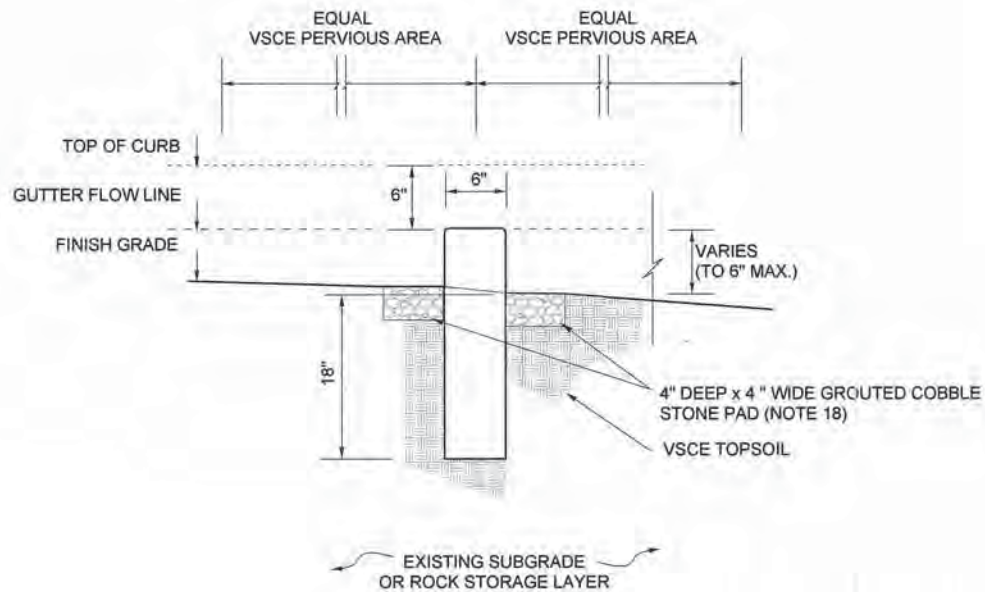 EQUAL
VSCE PERVIOUS AREA
EQUAL
VSCE PERVIOUS AREA
TOP OF CURB
6"
6"
GUTTER FLOW LINE
FINISH GRADE
VARIES
(TO 6" MAX.)
18"
4" DEEP x 4 " WIDE GROUTED COBBLE
STONE PAD (NOTE 18)
VSCE TOPSOIL
EXISTING SUBGRADE
OR ROCK STORAGE LAYER